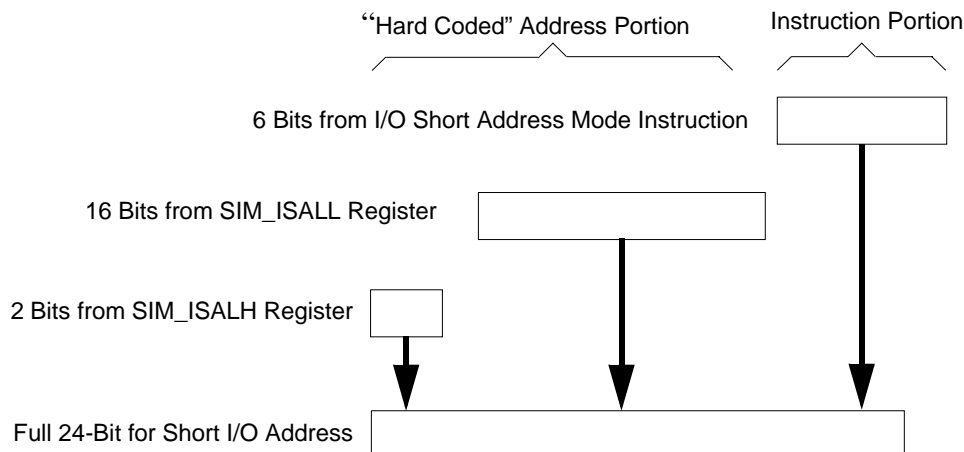 “Hard Coded” Address Portion
Instruction Portion
6 Bits from I/O Short Address Mode Instruction
16 Bits from SIM_ISALL Register
2 Bits from SIM_ISALH Register
Full 24-Bit for Short I/O Address